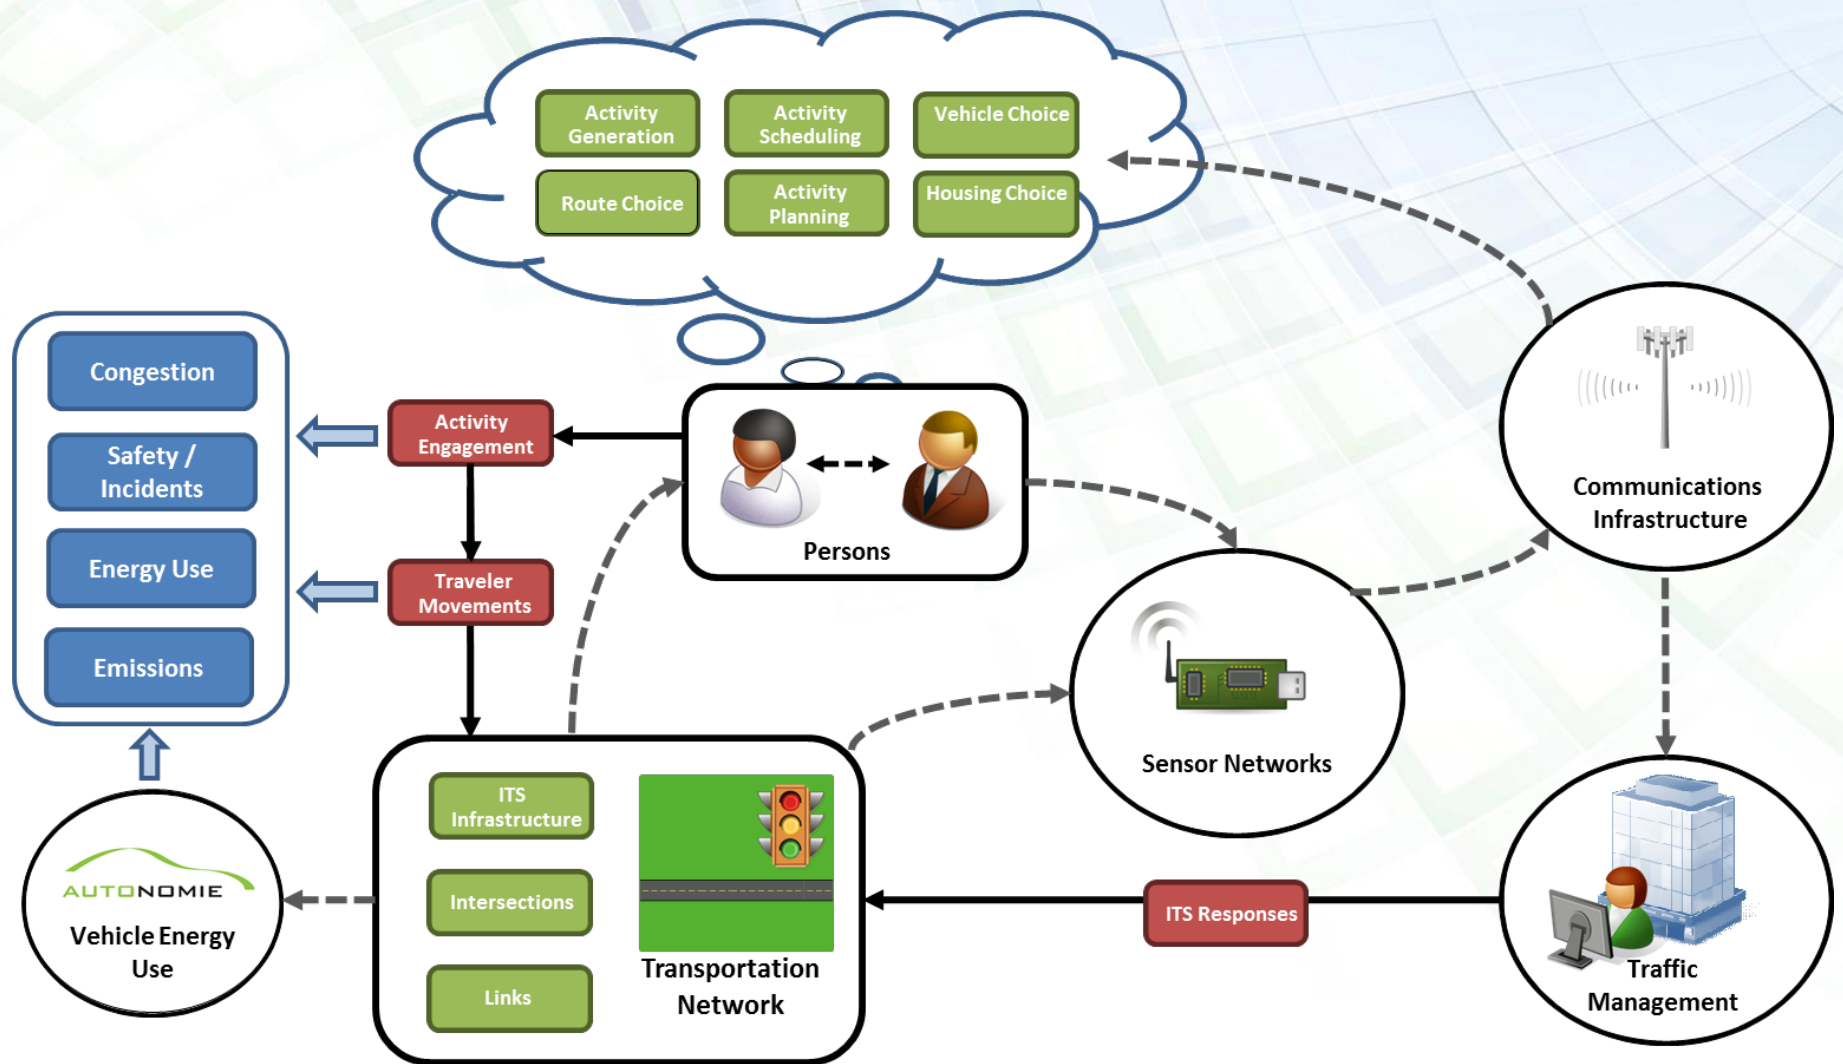 Activity
Generation
Activity
Scheduling
Vehicle Choice
Route Choice
Activity
Planning
Housing Choice
Congestion
Safety /
Incidents
Energy Use
Emissions
Activity
Engagement
Traveler
Movements
Persons
Communications
Infrastructure
Sensor Networks
ITS
Infrastructure
Intersections
Links
Transportation
Network
ITS Responses
Traffic
Management
AUTONOMIE
Vehicle Energy
Use